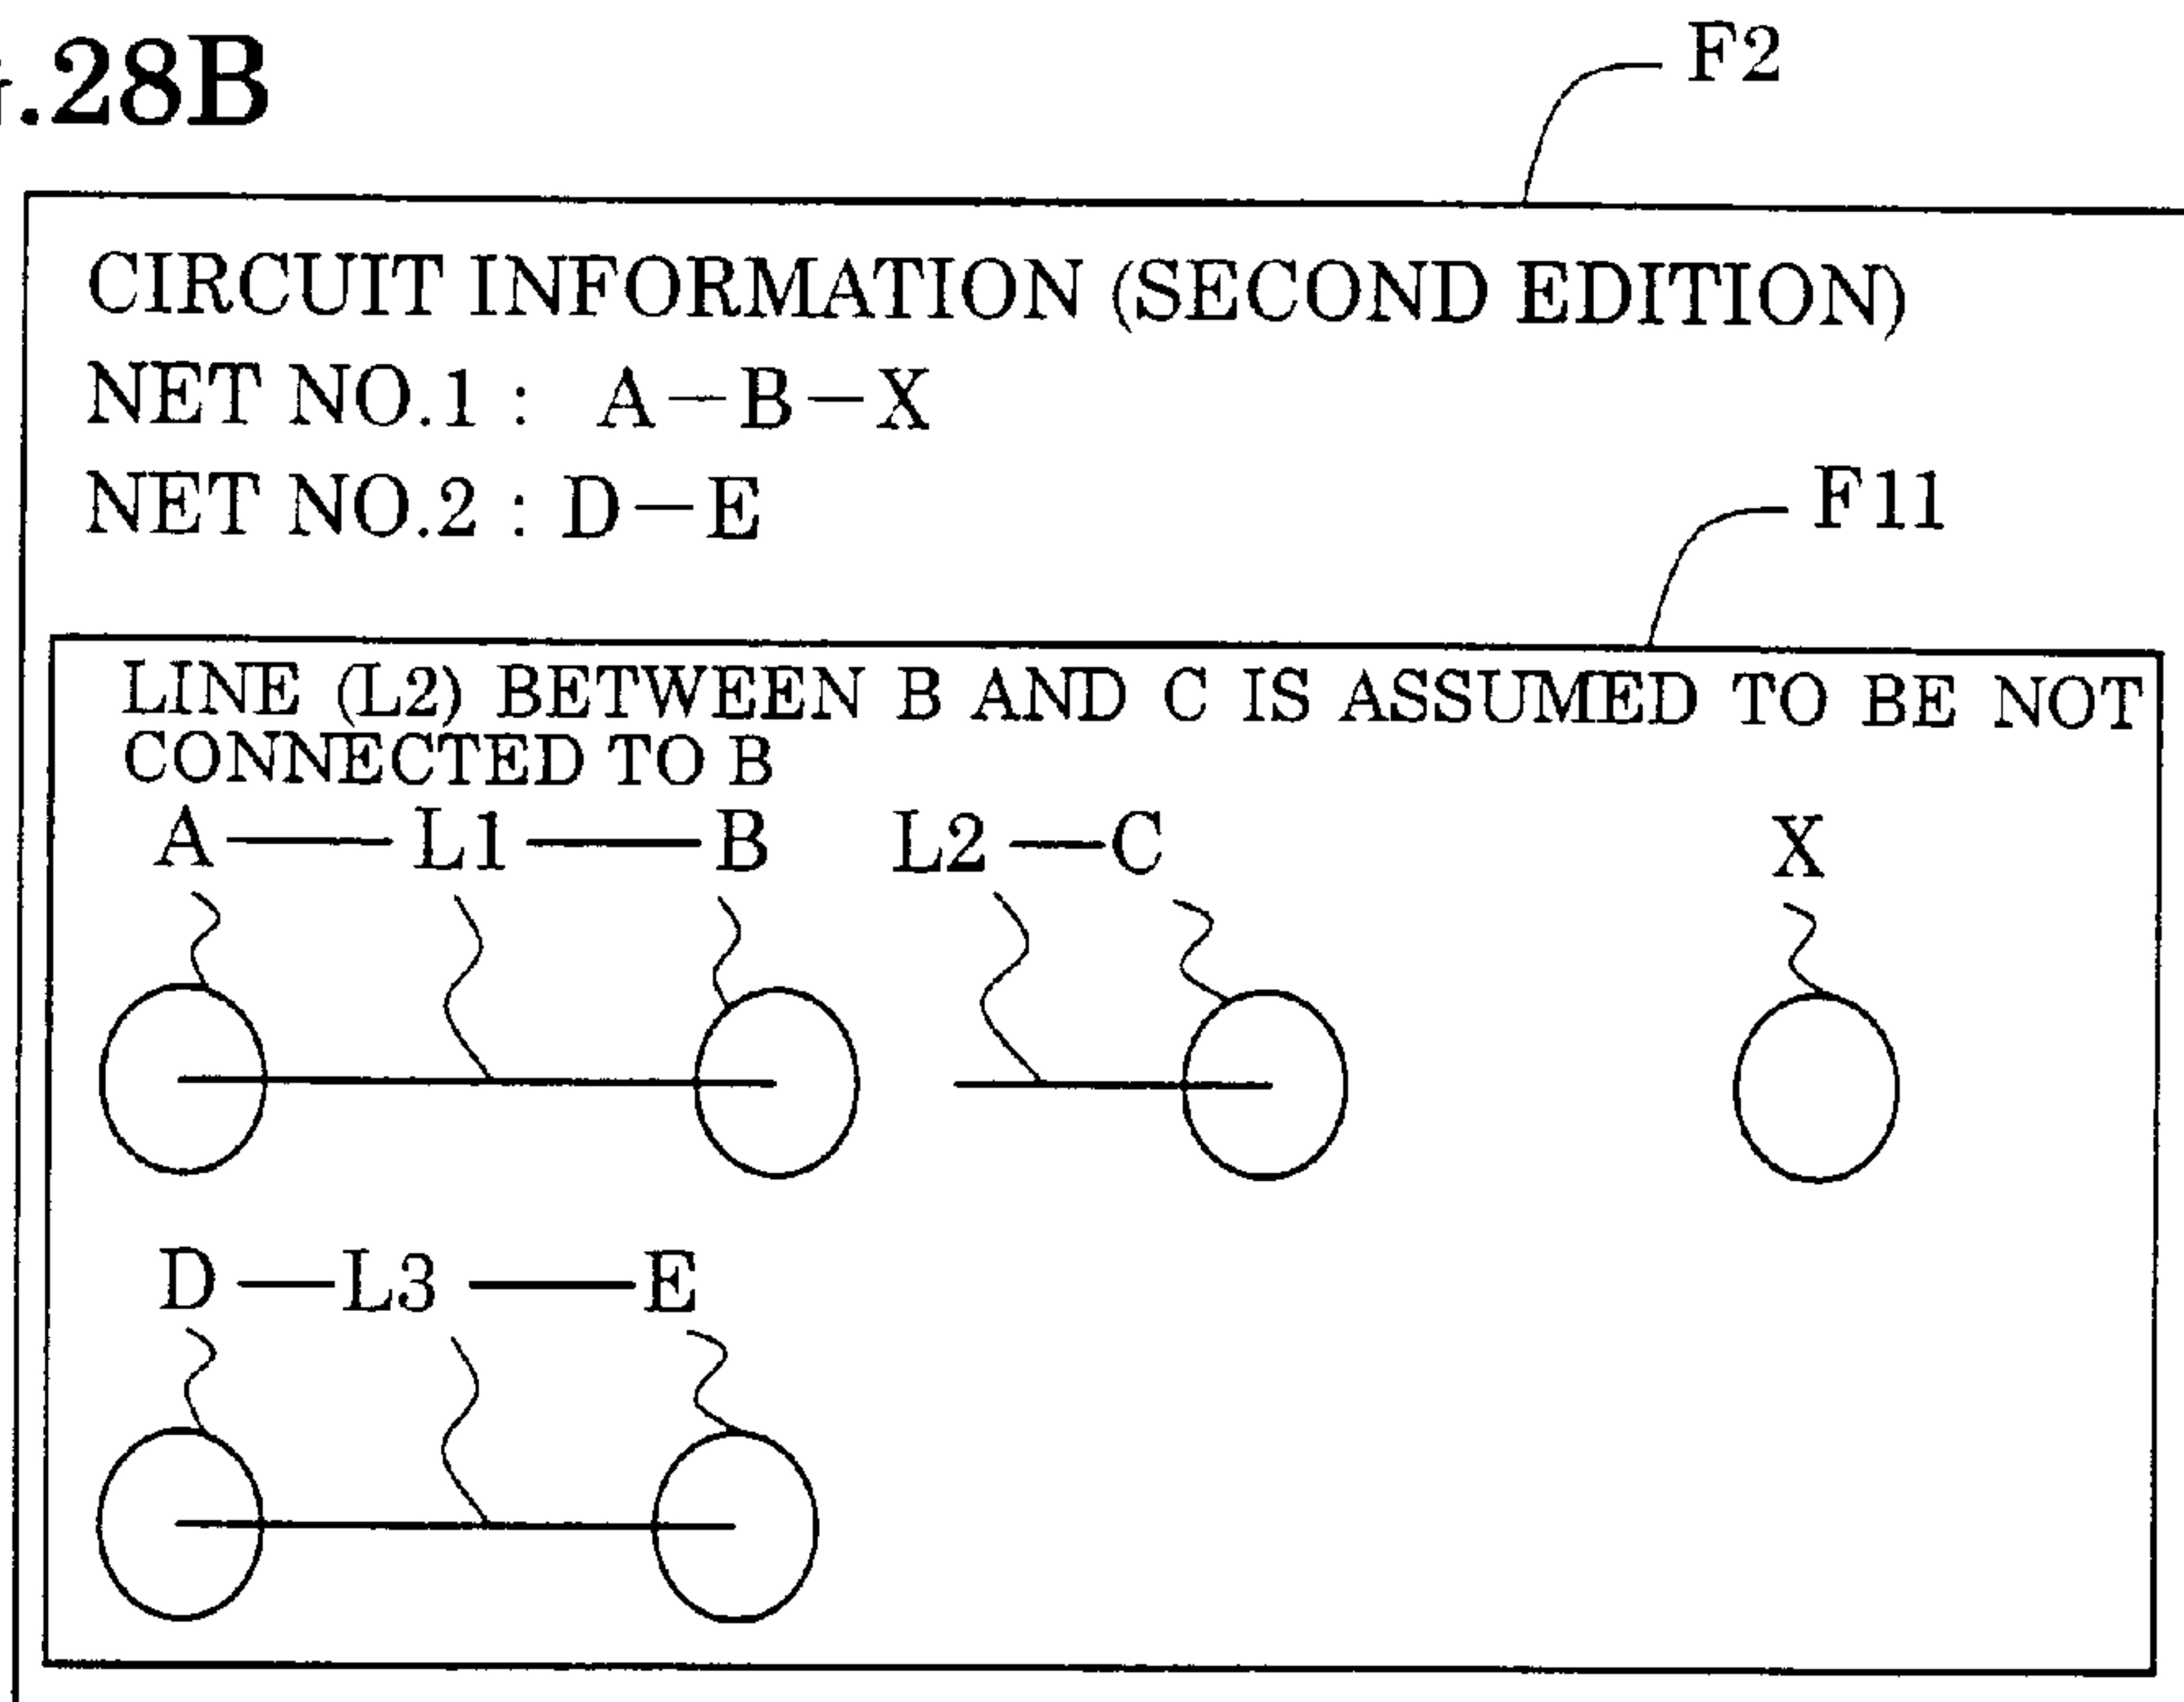 .28B
F2
CIRCUIT INFORMATION (SECOND EDITION)
NET NO.1 : A—B—X
NET NO.2 : D—E
F11
LINE (L2) BETWEEN B AND C IS ASSUMED TO BE NOT
CONNECTED TO B
A — L1 — B L2 — C X
D — L3 — E